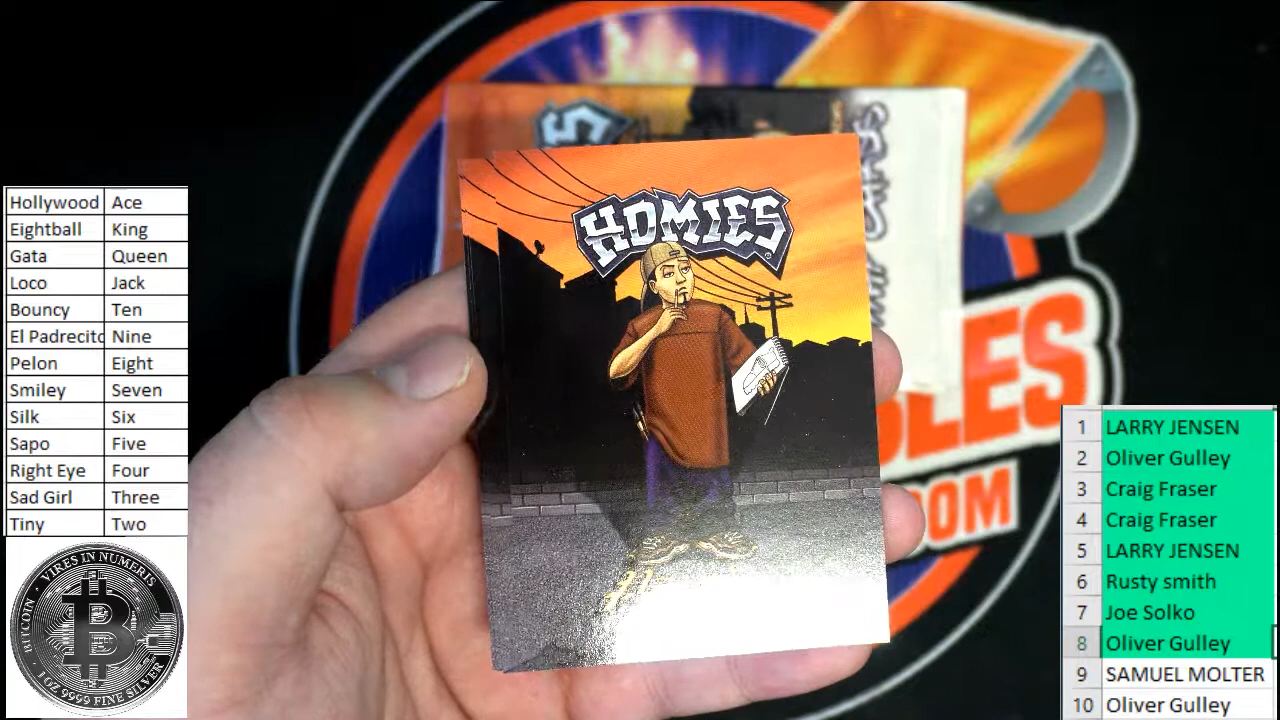 HOMIES
Hollywood Ace
Eightball King
Gata Queen
Loco Jack
Bouncy Ten
El Padrecito Nine
Pelon Eight
Smiley Seven
Silk Six
Sapo Five
Right Eye Four
Sad Girl Three
Tiny Two
VIRES IN NUMERIS
BITCOIN
1 OZ 9999 FINE SILVER
1 LARRY JENSEN
2 Oliver Gulley
3 Craig Fraser
4 Craig Fraser
5 LARRY JENSEN
6 Rusty smith
7 Joe Solko
8 Oliver Gulley
9 SAMUEL MOLTER
10 Oliver Gulley